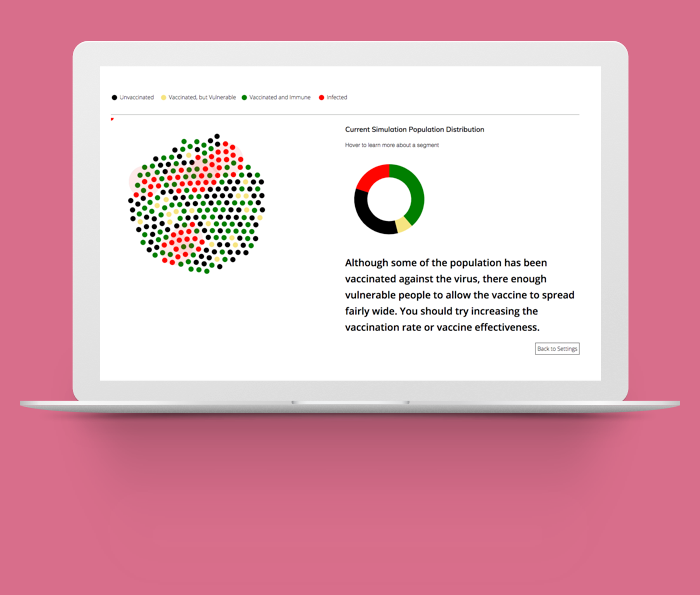 Unvaccinated Vaccinated, but Vulnerable Vaccinated and Immune Infected
Current Simulation Population Distribution
Hover to learn more about a segment
Although some of the population has been
vaccinated against the virus, there enough
vulnerable people to allow the vaccine to spread
fairly wide. You should try increasing the
vaccination rate or vaccine effectiveness.
Back to Settings